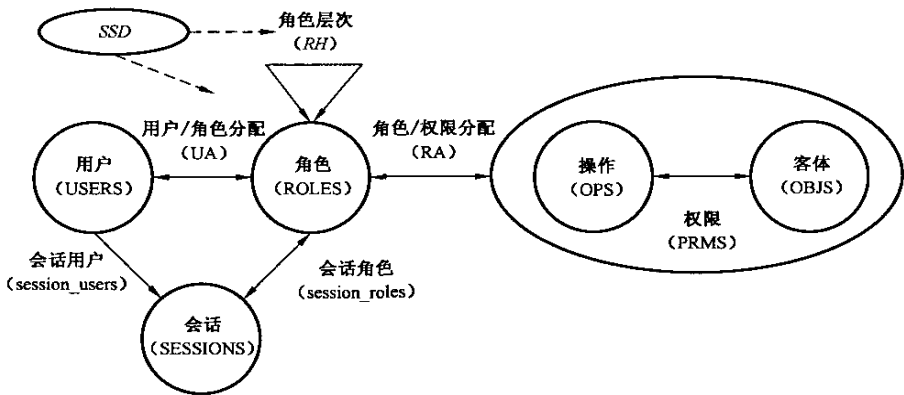 SSD
角色层次
（RH）
用户/角色分配
（UA）
角色/权限分配
（RA）
用户
（USERS）
角色
（ROLES）
操作
（OPS）
客体
（OBJS）
权限
（PRMS）
会话用户
（session_users）
会话角色
（session_roles）
会话
（SESSIONS）